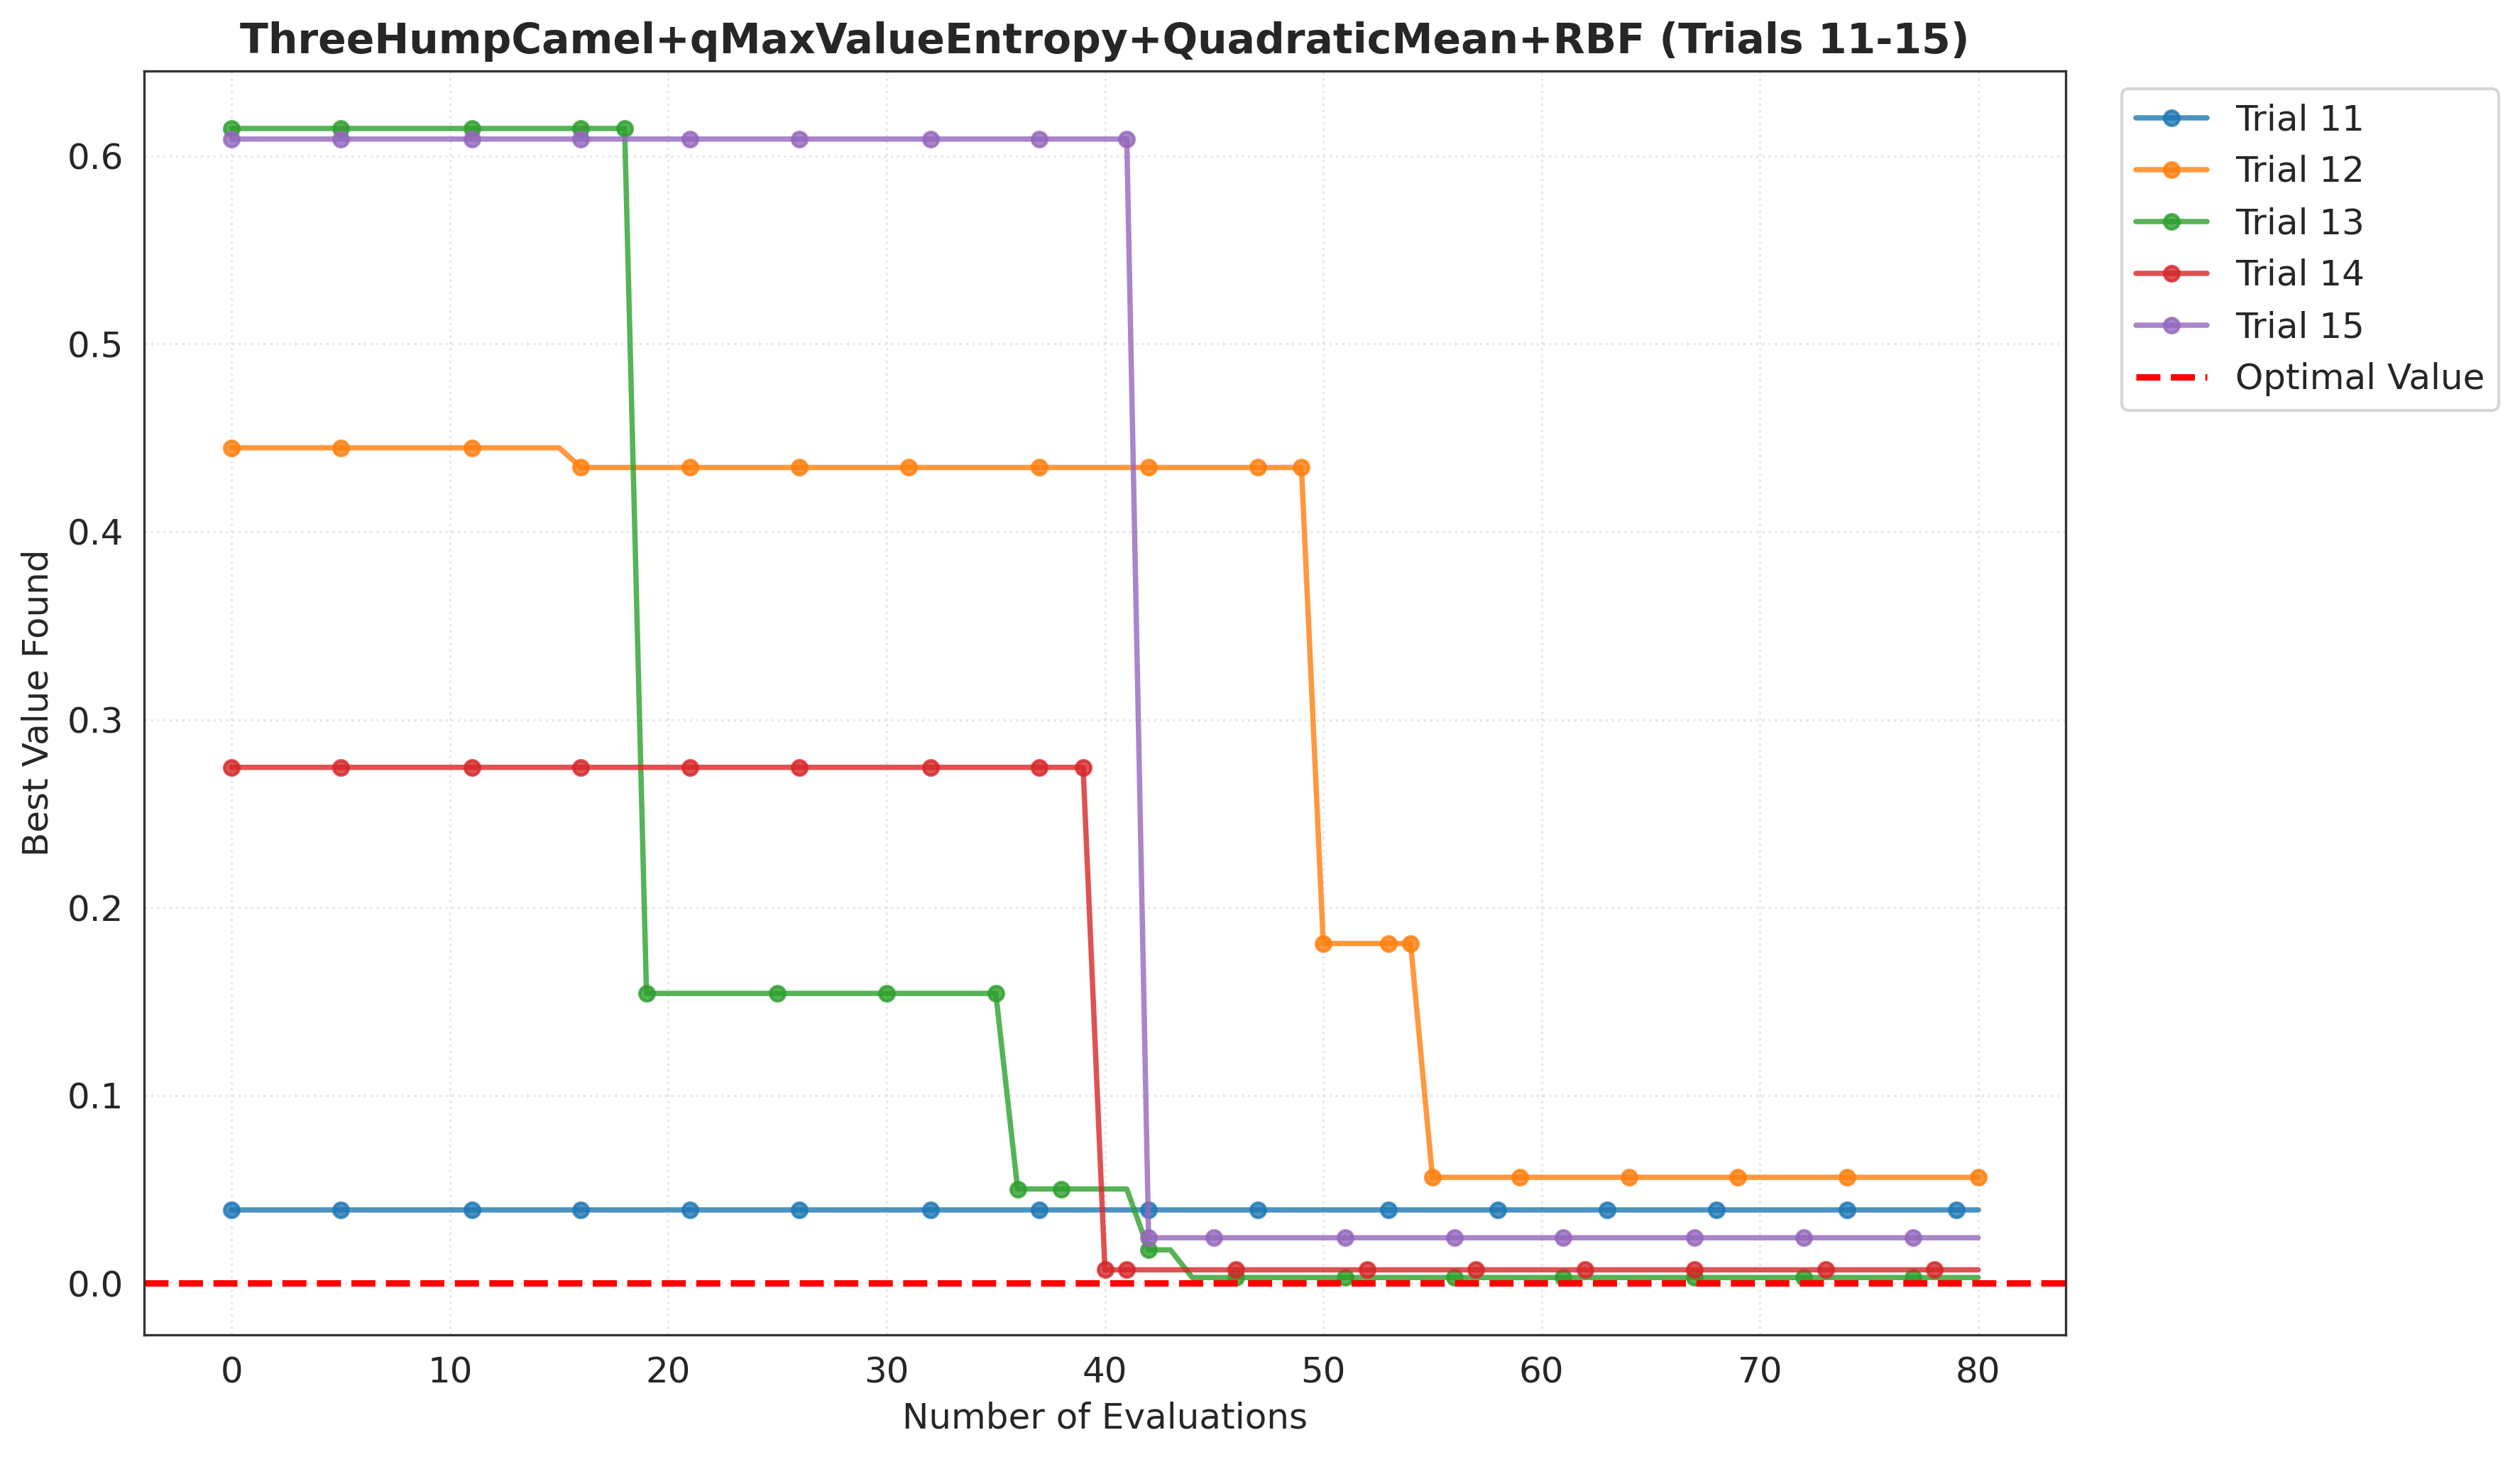 ThreeHumpCamel+qMaxValueEntropy+QuadraticMean+RBF (Trials 11-15)
Trial 11
Trial 12
Trial 13
Trial 14
Trial 15
Optimal Value
Best Value Found
0.6
0.5
0.4
0.3
0.2
0.1
0.0
0 10 20 30 40 50 60 70 80
Number of Evaluations